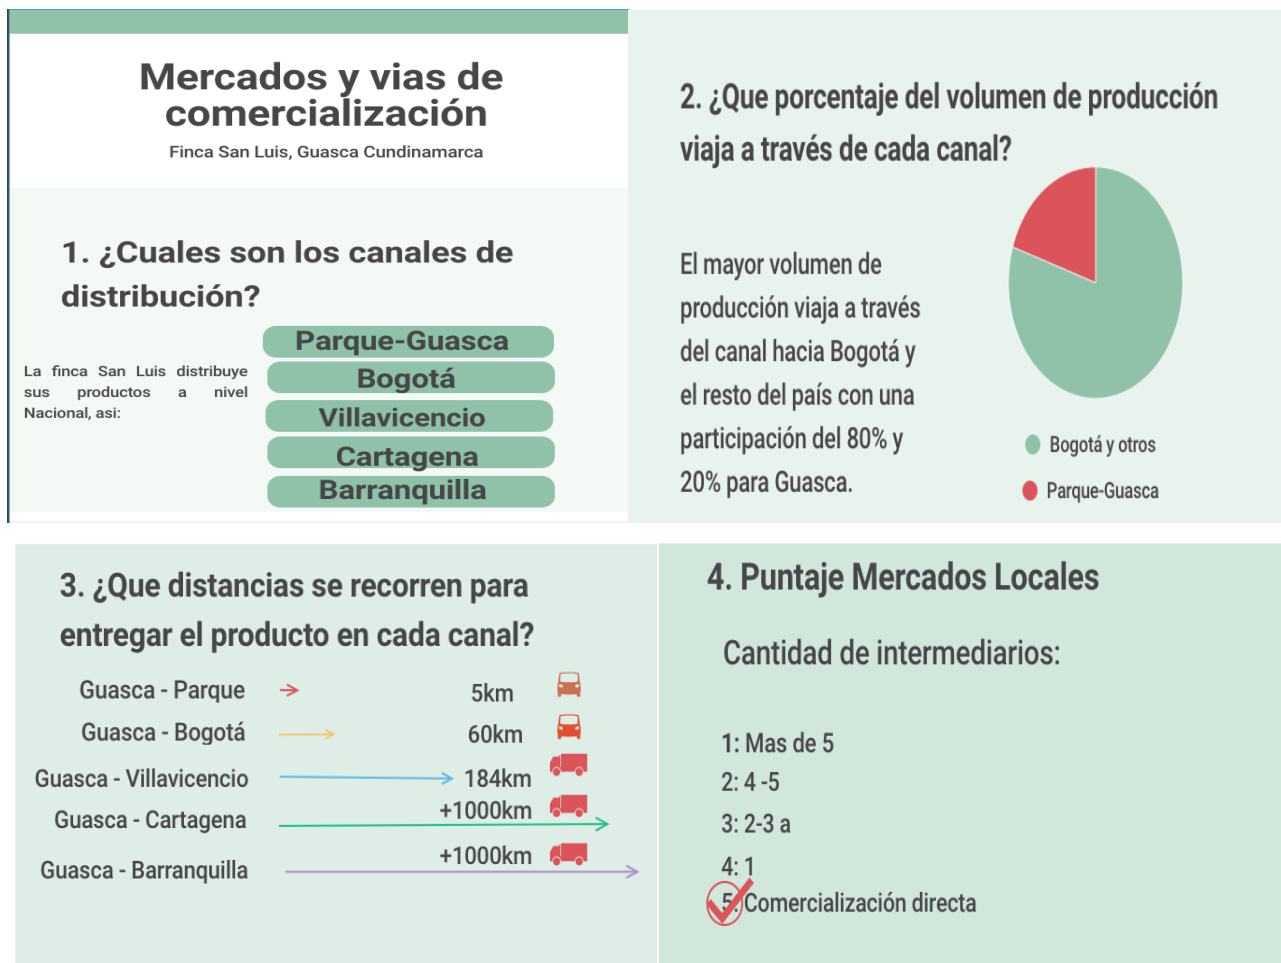 Mercados y vias de
comercialización
Finca San Luis, Guasca Cundinamarca
1. ¿Cuales son los canales de
distribución?
La finca San Luis distribuye
sus productos a nivel
Nacional, asi:
Parque-Guasca
Bogotá
Villavicencio
Cartagena
Barranquilla
2. ¿Que porcentaje del volumen de producción
viaja a través de cada canal?
El mayor volumen de
producción viaja a través
del canal hacia Bogotá y
el resto del país con una
participación del 80% y
20% para Guasca.
Bogotá y otros
Parque-Guasca
3. ¿Que distancias se recorren para
entregar el producto en cada canal?
Guasca - Parque 5km
Guasca - Bogotá 60km
Guasca - Villavicencio 184km
Guasca - Cartagena +1000km
Guasca - Barranquilla +1000km
4. Puntaje Mercados Locales
Cantidad de intermediarios:
1: Mas de 5
2: 4 -5
3: 2-3 a
4: 1
5: Comercialización directa